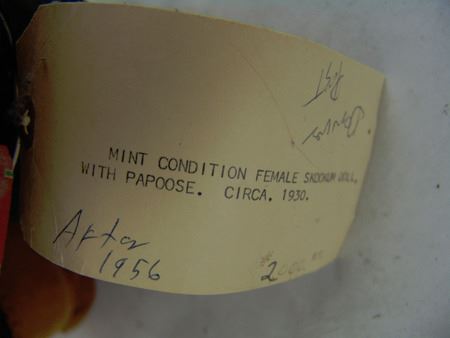 MINT CONDITION FEMALE SKOOKUM DOLL,
WITH PAPOOSE. CIRCA. 1930.
After
1956